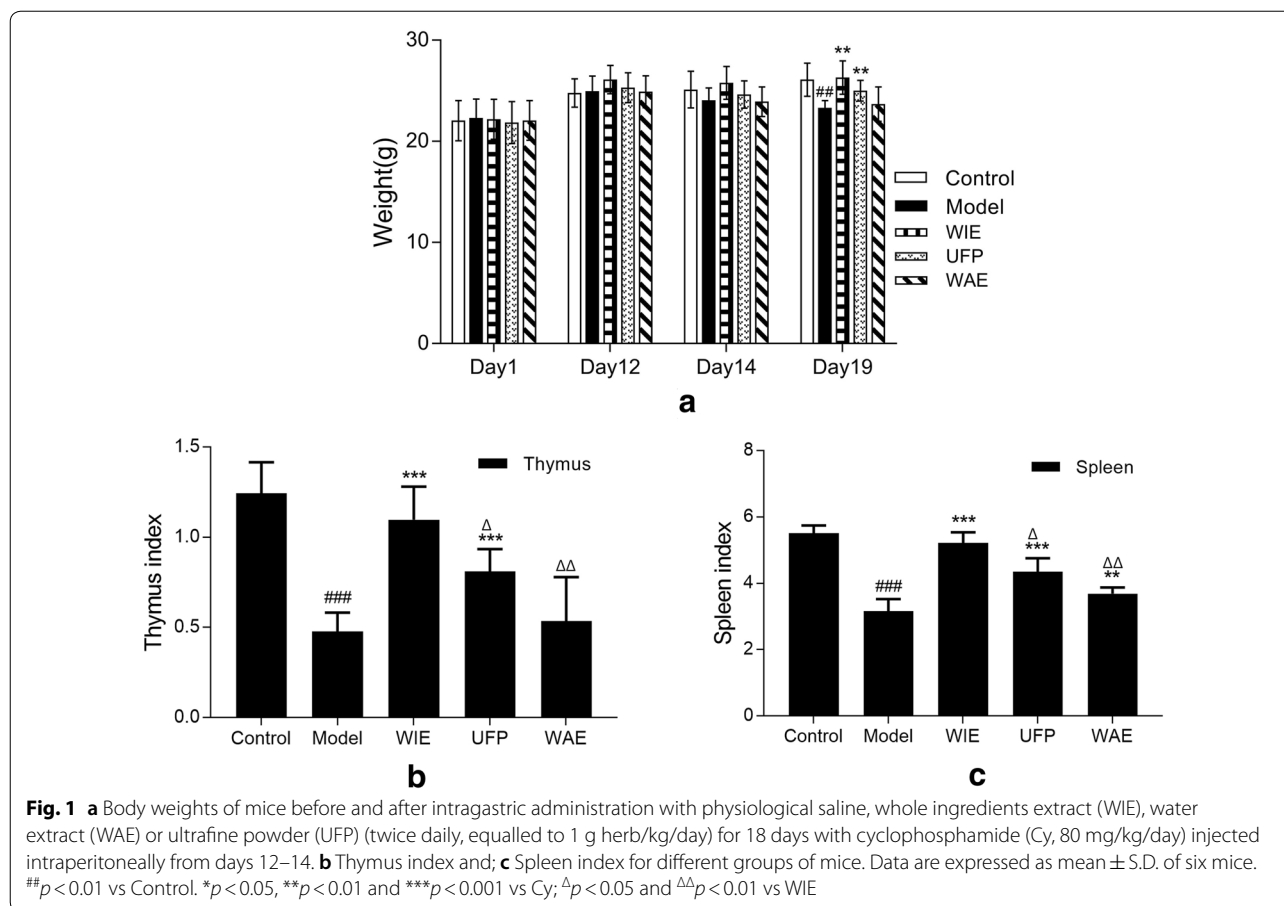 30
**
**
##
20
Weight(g)
Control
Model
10
WIE
UFP
WAE
0
Day1 Day12 Day14 Day19
a
1.5
Thymus
***
1.0
Δ
***
Thymus index
ΔΔ
###
0.5
0.0
Control Model WIE UFP WAE
b
8
Spleen
6
***
Δ
***
ΔΔ
**
Spleen index
###
4
2
0
Control Model WIE UFP WAE
c
Fig. 1 a Body weights of mice before and after intragastric administration with physiological saline, whole ingredients extract (WIE), water
extract (WAE) or ultrafine powder (UFP) (twice daily, equalled to 1 g herb/kg/day) for 18 days with cyclophosphamide (Cy, 80 mg/kg/day) injected
intraperitoneally from days 12–14. b Thymus index and; c Spleen index for different groups of mice. Data are expressed as mean ± S.D. of six mice.
##p < 0.01 vs Control. *p < 0.05, **p < 0.01 and ***p < 0.001 vs Cy; Δp < 0.05 and ΔΔp < 0.01 vs WIE